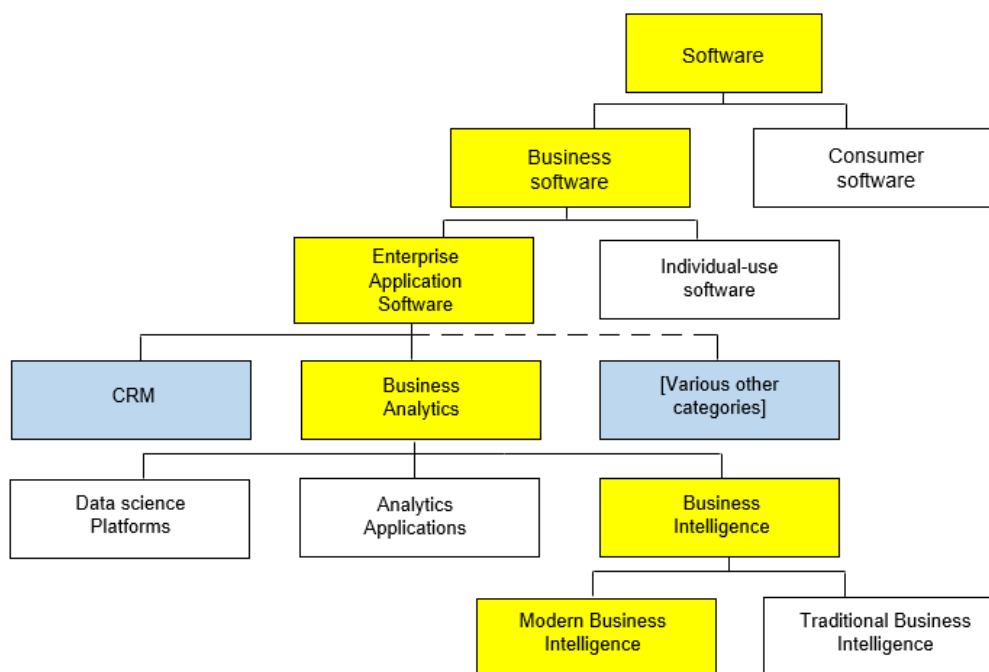 Software
Business
software
Consumer
software
Enterprise
Application
Software
Individual-use
software
CRM
Business
Analytics
[Various other
categories]
Data science
Platforms
Analytics
Applications
Business
Intelligence
Modern Business
Intelligence
Traditional Business
Intelligence